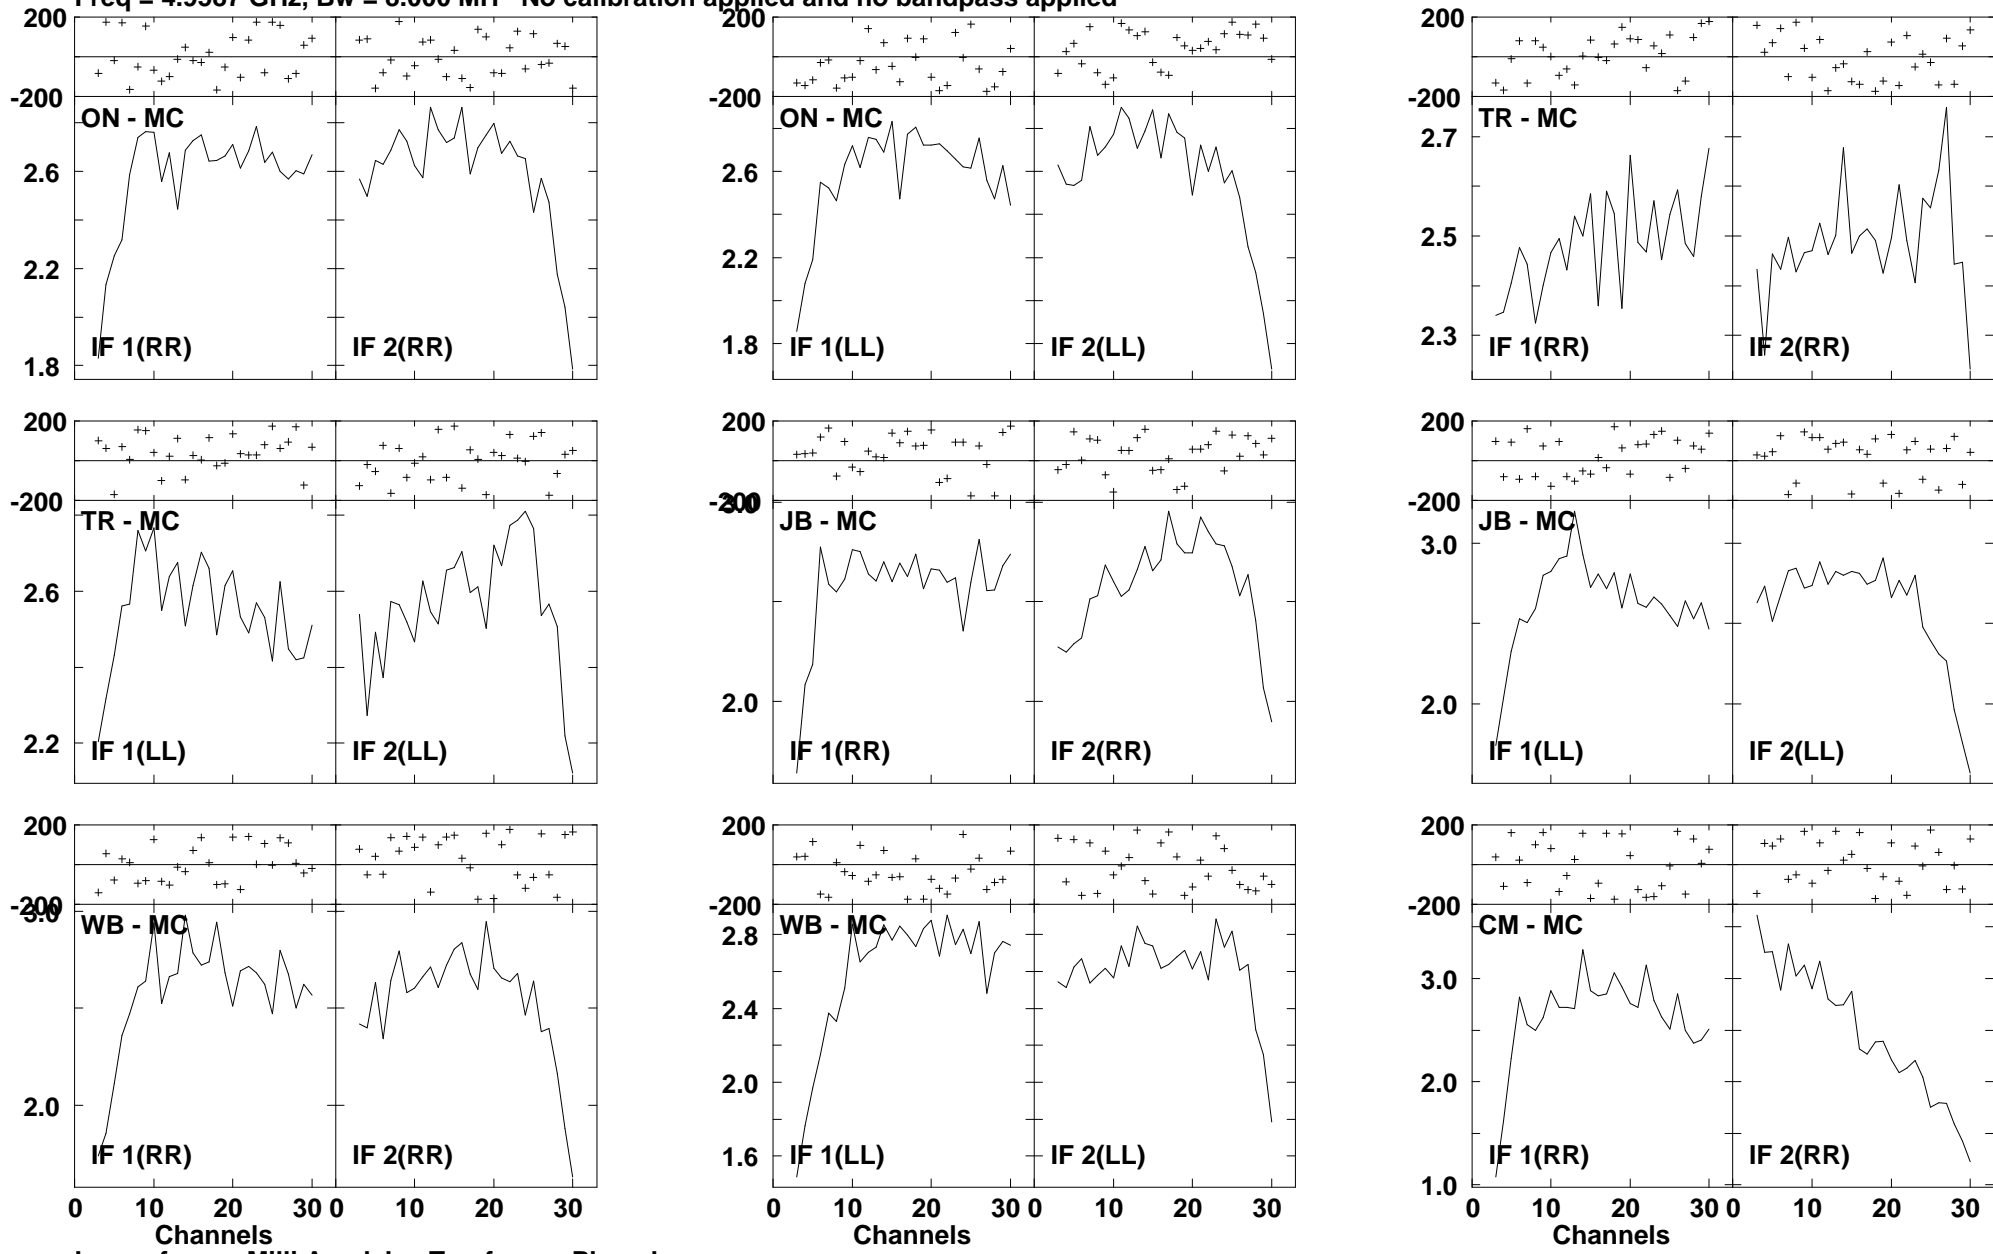 No calibration applied and no bandpass applied
200 200 200
-200 -200 -200
ON - MC ON - MC TR - MC
2.6 2.6 2.7
2.2 2.2 2.5
1.8 1.8 2.3
IF 1(RR) IF 2(RR) IF 1(LL) IF 2(LL) IF 1(RR) IF 2(RR)
200 200 200
-200 -200 -200
3.0
TR - MC JB - MC JB - MC
2.6 3.0
2.2 2.0 2.0
IF 1(LL) IF 2(LL) IF 1(RR) IF 2(RR) IF 1(LL) IF 2(LL)
200 200 200
-200 -200 -200
3.0
WB - MC WB - MC CM - MC
2.8 3.0
2.4
2.0 2.0 2.0
1.6 1.0
IF 1(RR) IF 2(RR) IF 1(LL) IF 2(LL) IF 1(RR) IF 2(RR)
0 10 20 30 0 10 20 30 0 10 20 30 0 10 20 30 0 10 20 30 0 10 20 30
Channels Channels Channels